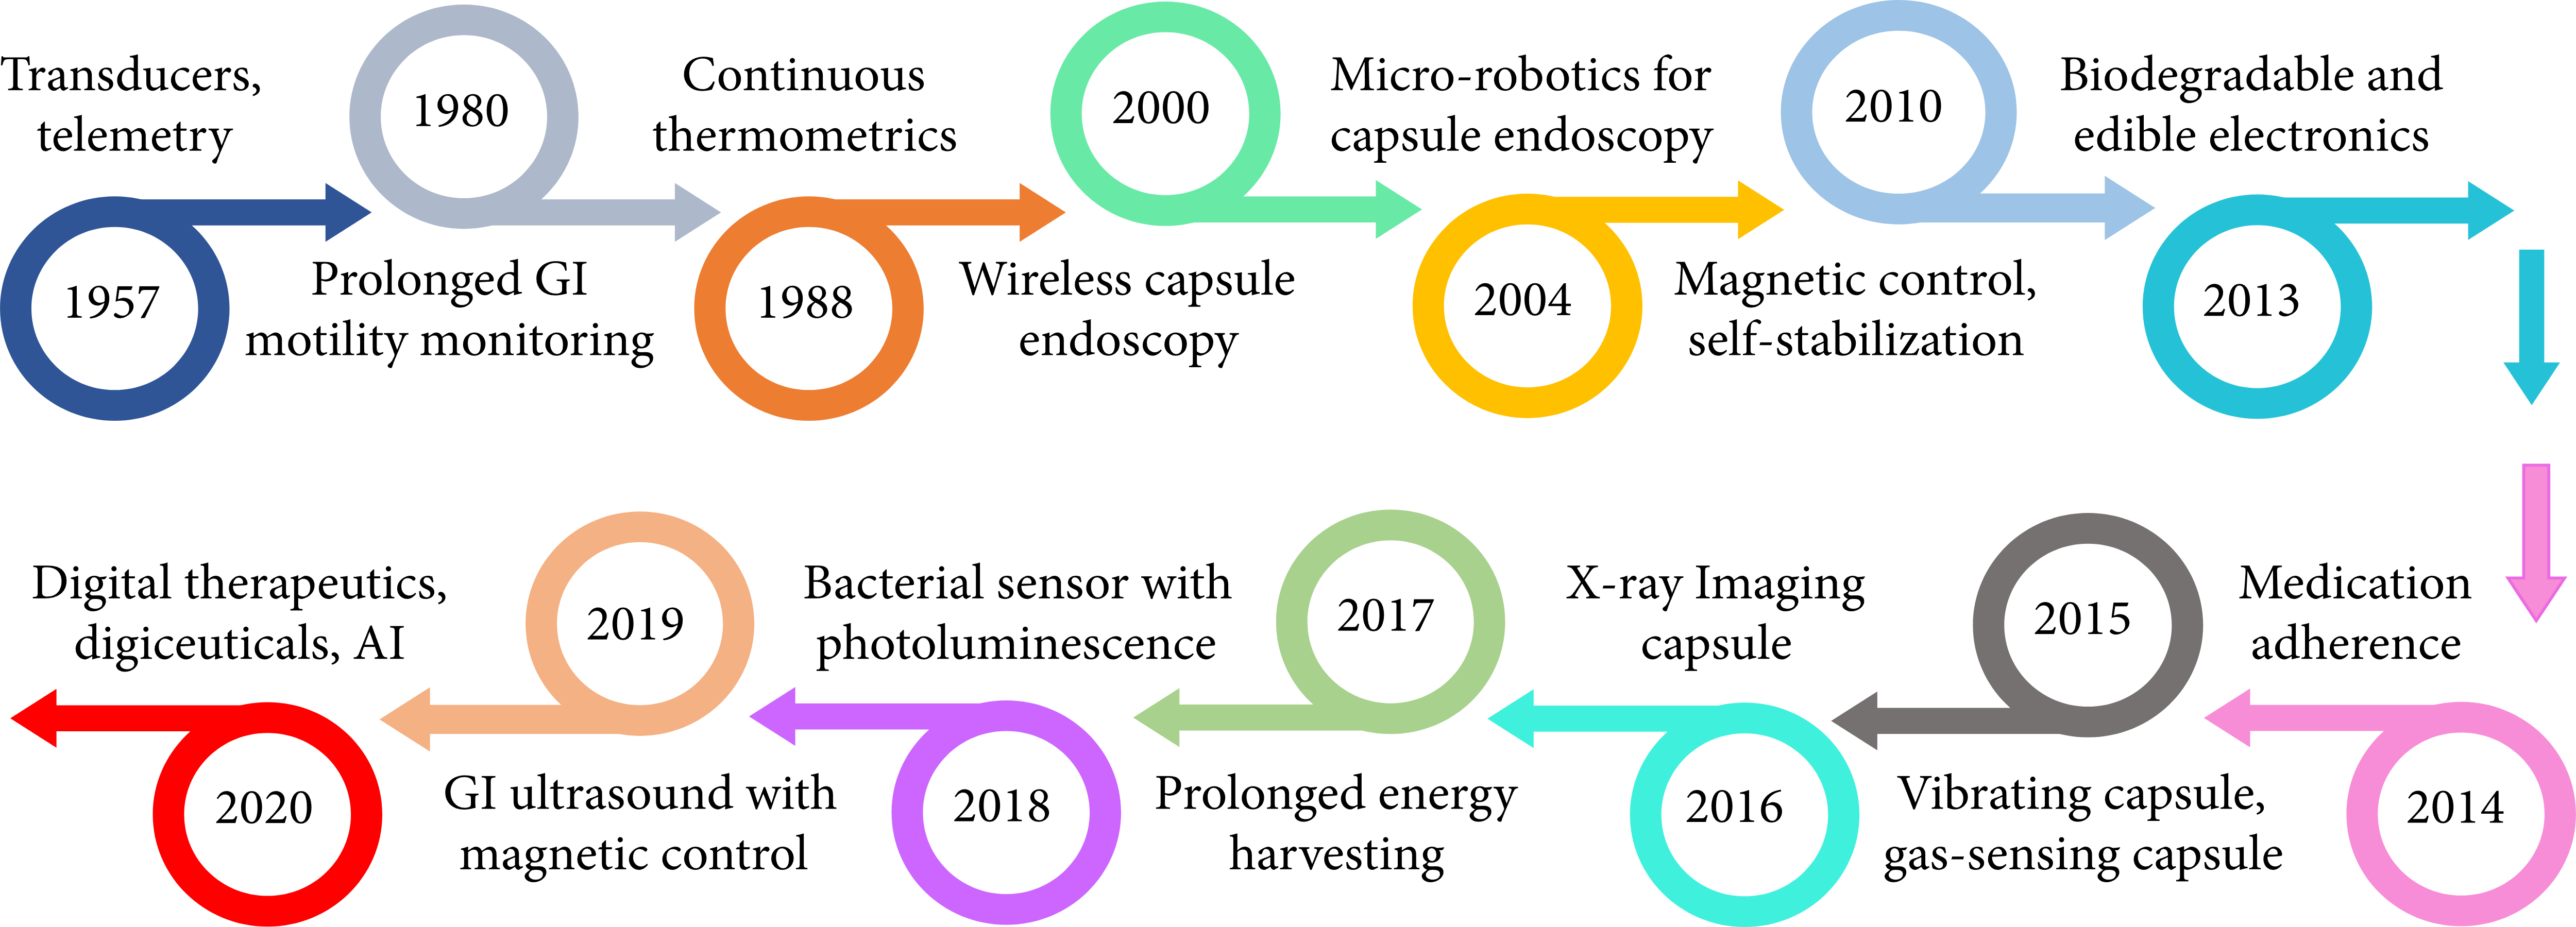 Transducers,
telemetry
1957
1980
Prolonged GI
motility monitoring
Continuous
thermometrics
1988
2000
Wireless capsule
endoscopy
Micro-robotics for
capsule endoscopy
2004
2010
Magnetic control,
self-stabilization
Biodegradable and
edible electronics
2013
Medication
adherence
2014
2015
Vibrating capsule,
gas-sensing capsule
X-ray Imaging
capsule
2016
2017
Prolonged energy
harvesting
Bacterial sensor with
photoluminescence
2018
2019
GI ultrasound with
magnetic control
Digital therapeutics,
digiceuticals, AI
2020